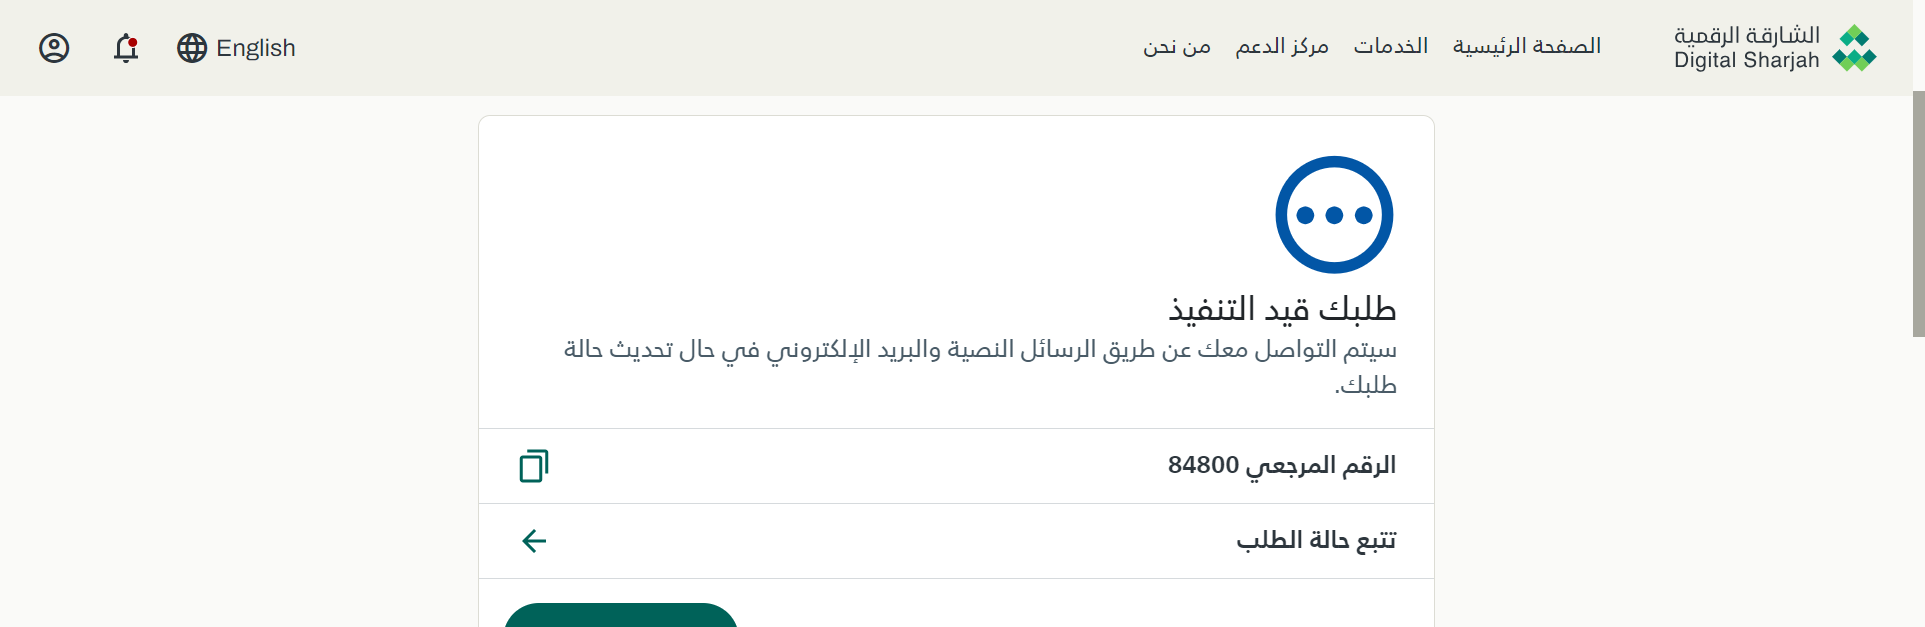 الشارقة الرقمية
Digital Sharjah
الصفحة الرئيسية
الخدمات
مركز الدعم
من نحن
English
طلبك قيد التنفيذ
سيتم التواصل معك عن طريق الرسائل النصية والبريد الإلكتروني في حال تحديث حالة
طلبك.
الرقم المرجعي 84800
تتبع حالة الطلب